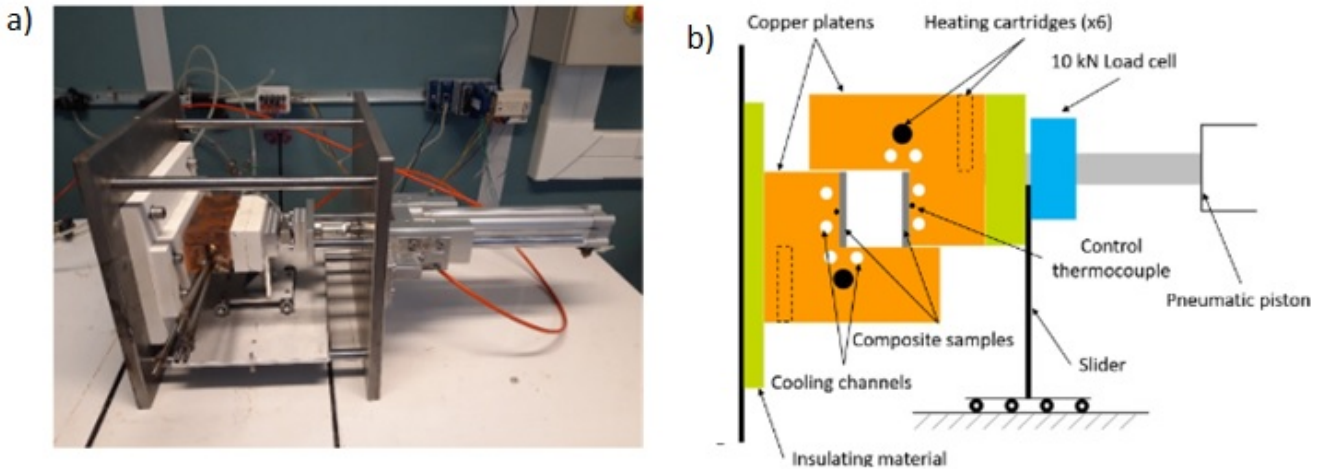 a)
b)
Copper platens
Heating cartridges (x6)
10 kN Load cell
Control
thermocouple
Pneumatic piston
Composite samples
Slider
Cooling channels
Insulating material